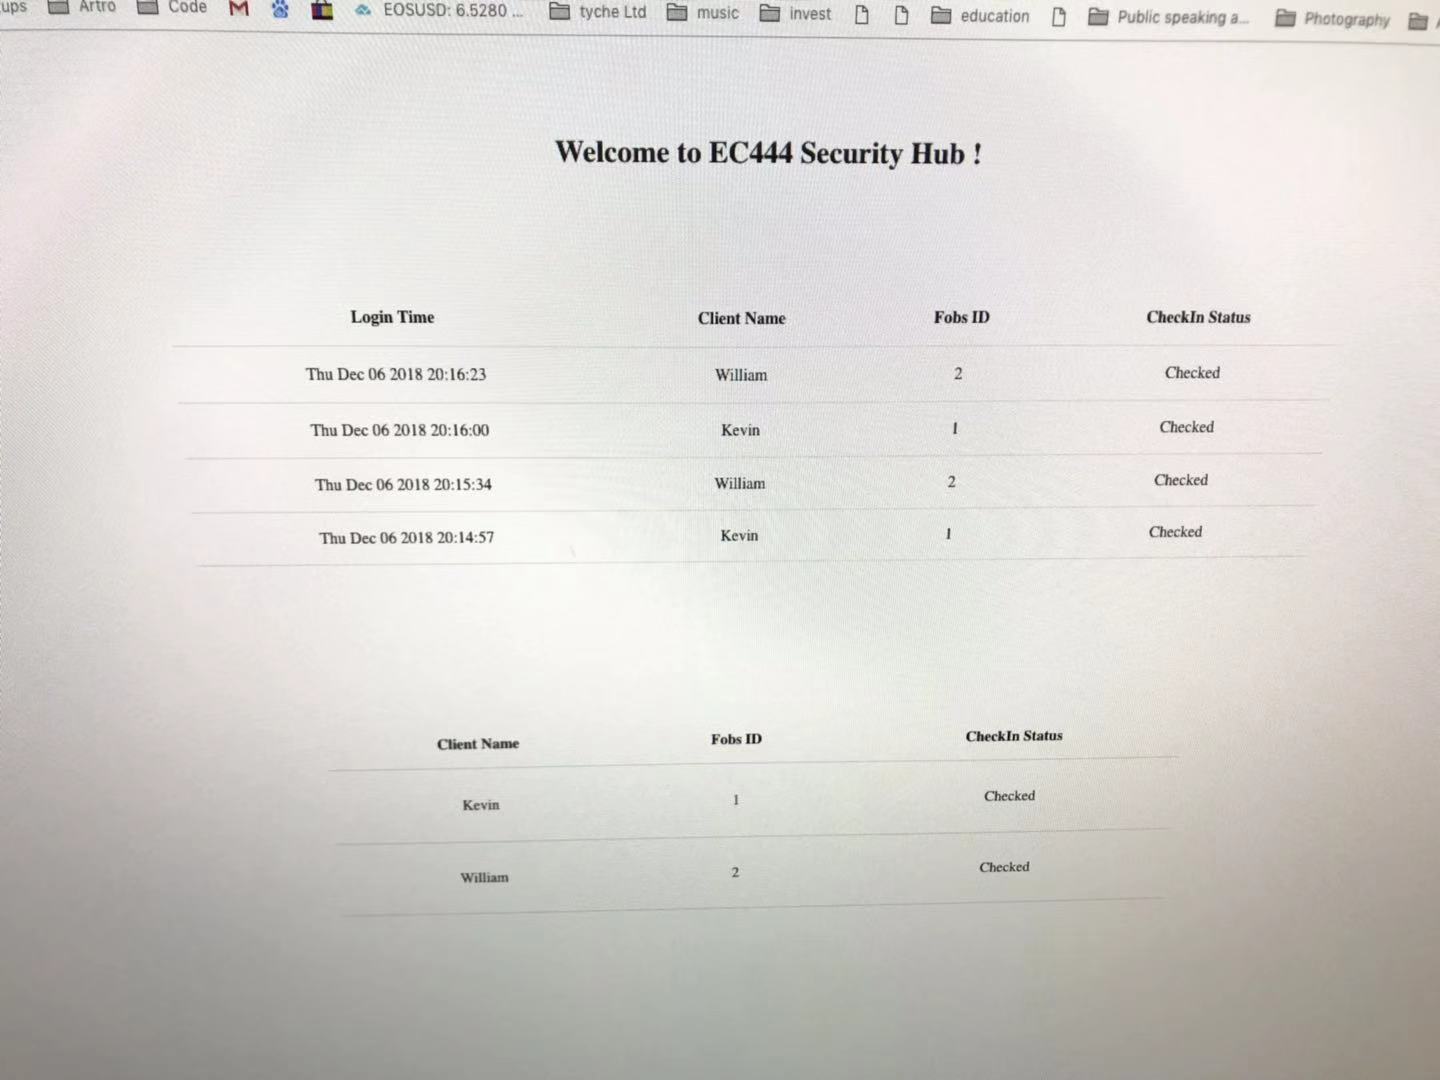 ups Artro Code EOSUSD: 6.5280 ... tyche Ltd music invest education Public speaking a... Photography
Welcome to EC444 Security Hub !
Login Time Client Name Fobs ID CheckIn Status
Thu Dec 06 2018 20:16:23 William 2 Checked
Thu Dec 06 2018 20:16:00 Kevin 1 Checked
Thu Dec 06 2018 20:15:34 William 2 Checked
Thu Dec 06 2018 20:14:57 Kevin 1 Checked
Client Name Fobs ID CheckIn Status
Kevin 1 Checked
William 2 Checked